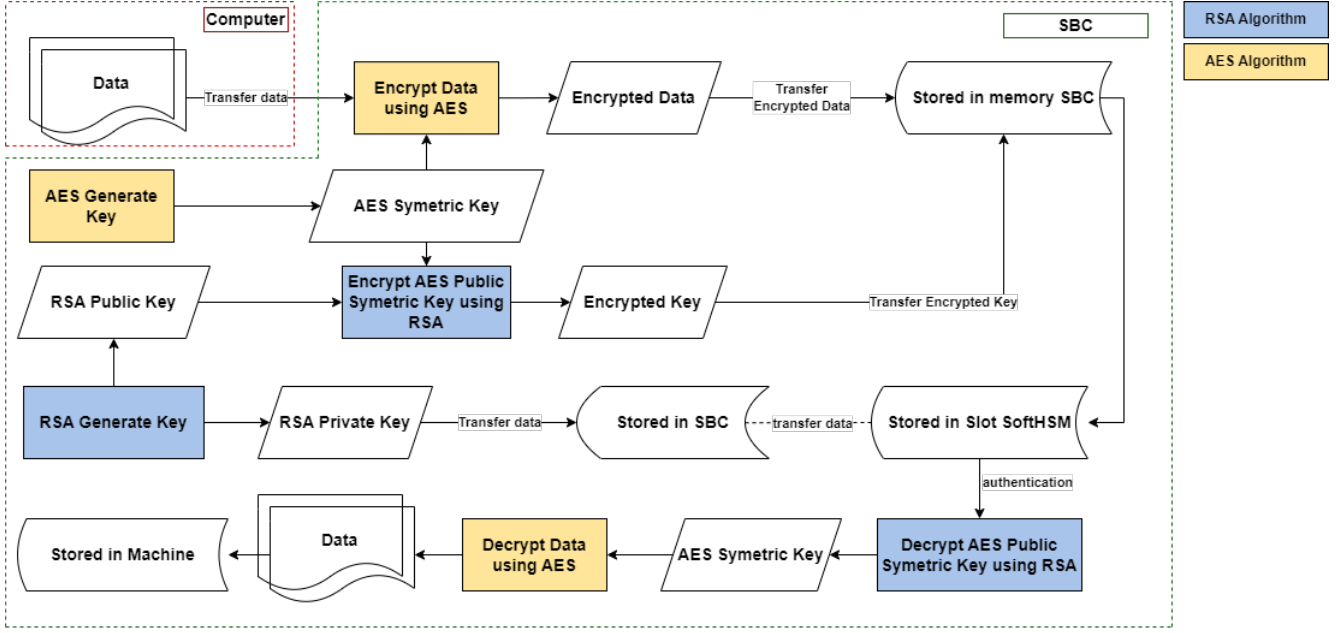 Computer
SBC
RSA Algorithm
AES Algorithm
Data
Transfer data
Encrypt Data
using AES
Encrypted Data
Transfer
Encrypted Data
Stored in memory SBC
AES Generate
Key
AES Symetric Key
RSA Public Key
Encrypt AES Public
Symetric Key using
RSA
Encrypted Key
Transfer Encrypted Key
RSA Generate Key
RSA Private Key
Transfer data
Stored in SBC
transfer data
Stored in Slot SoftHSM
authentication
Stored in Machine
Data
Decrypt Data
using AES
AES Symetric Key
Decrypt AES Public
Symetric Key using RSA